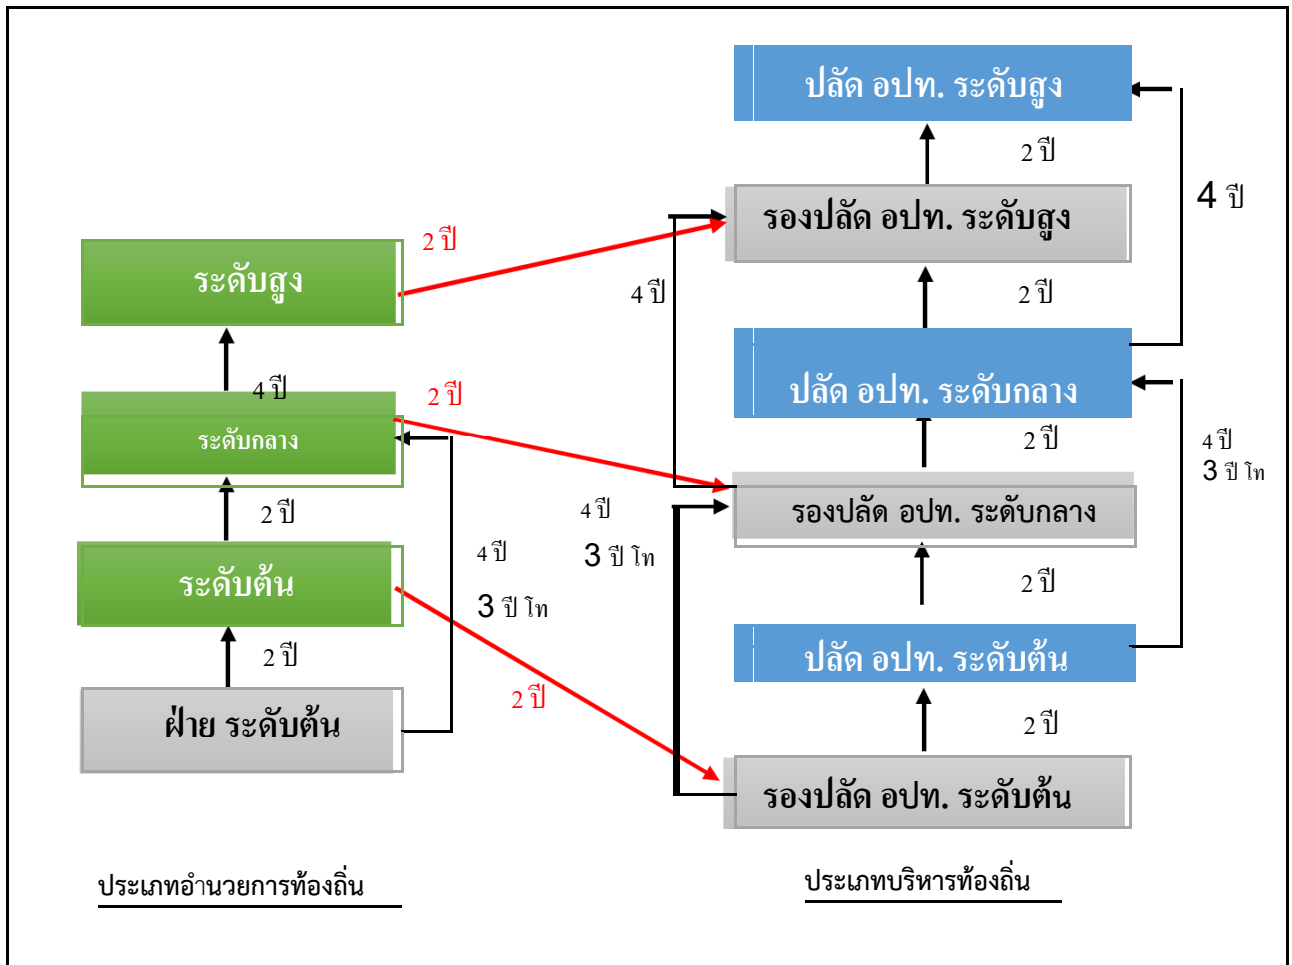 ปลัด อปท. ระดับสูง
2 ปี
4 ปี
รองปลัด อปท. ระดับสูง
2 ปี
ระดับสูง
4 ปี
2 ปี
4 ปี
2 ปี
ปลัด อปท. ระดับกลาง
ระดับกลาง
2 ปี
4 ปี
3 ปี โท
2 ปี
4 ปี
3 ปี โท
รองปลัด อปท. ระดับกลาง
4 ปี
3 ปี โท
ระดับต้น
2 ปี
2 ปี
2 ปี
ปลัด อปท. ระดับต้น
ฝ่าย ระดับต้น
2 ปี
รองปลัด อปท. ระดับต้น
ประเภทอำนวยการท้องถิ่น
ประเภทบริหารท้องถิ่น